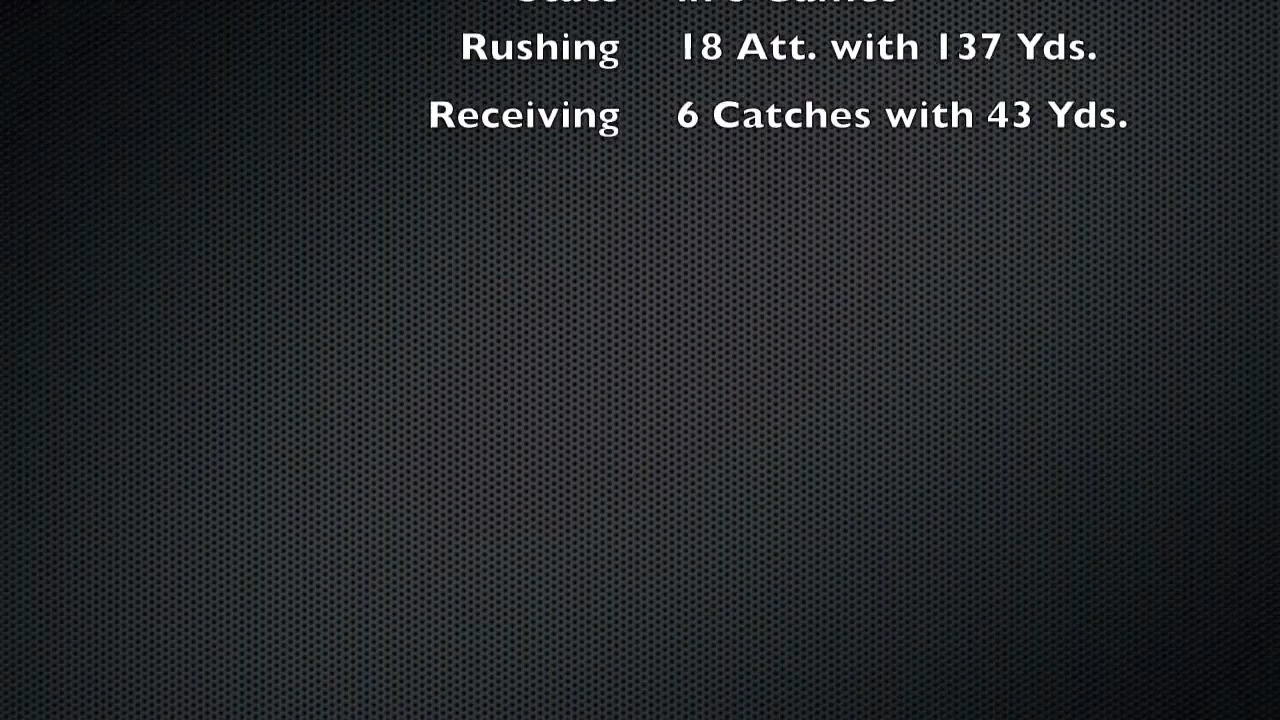 Rushing 18 Att. with 137 Yds.
Receiving 6 Catches with 43 Yds.